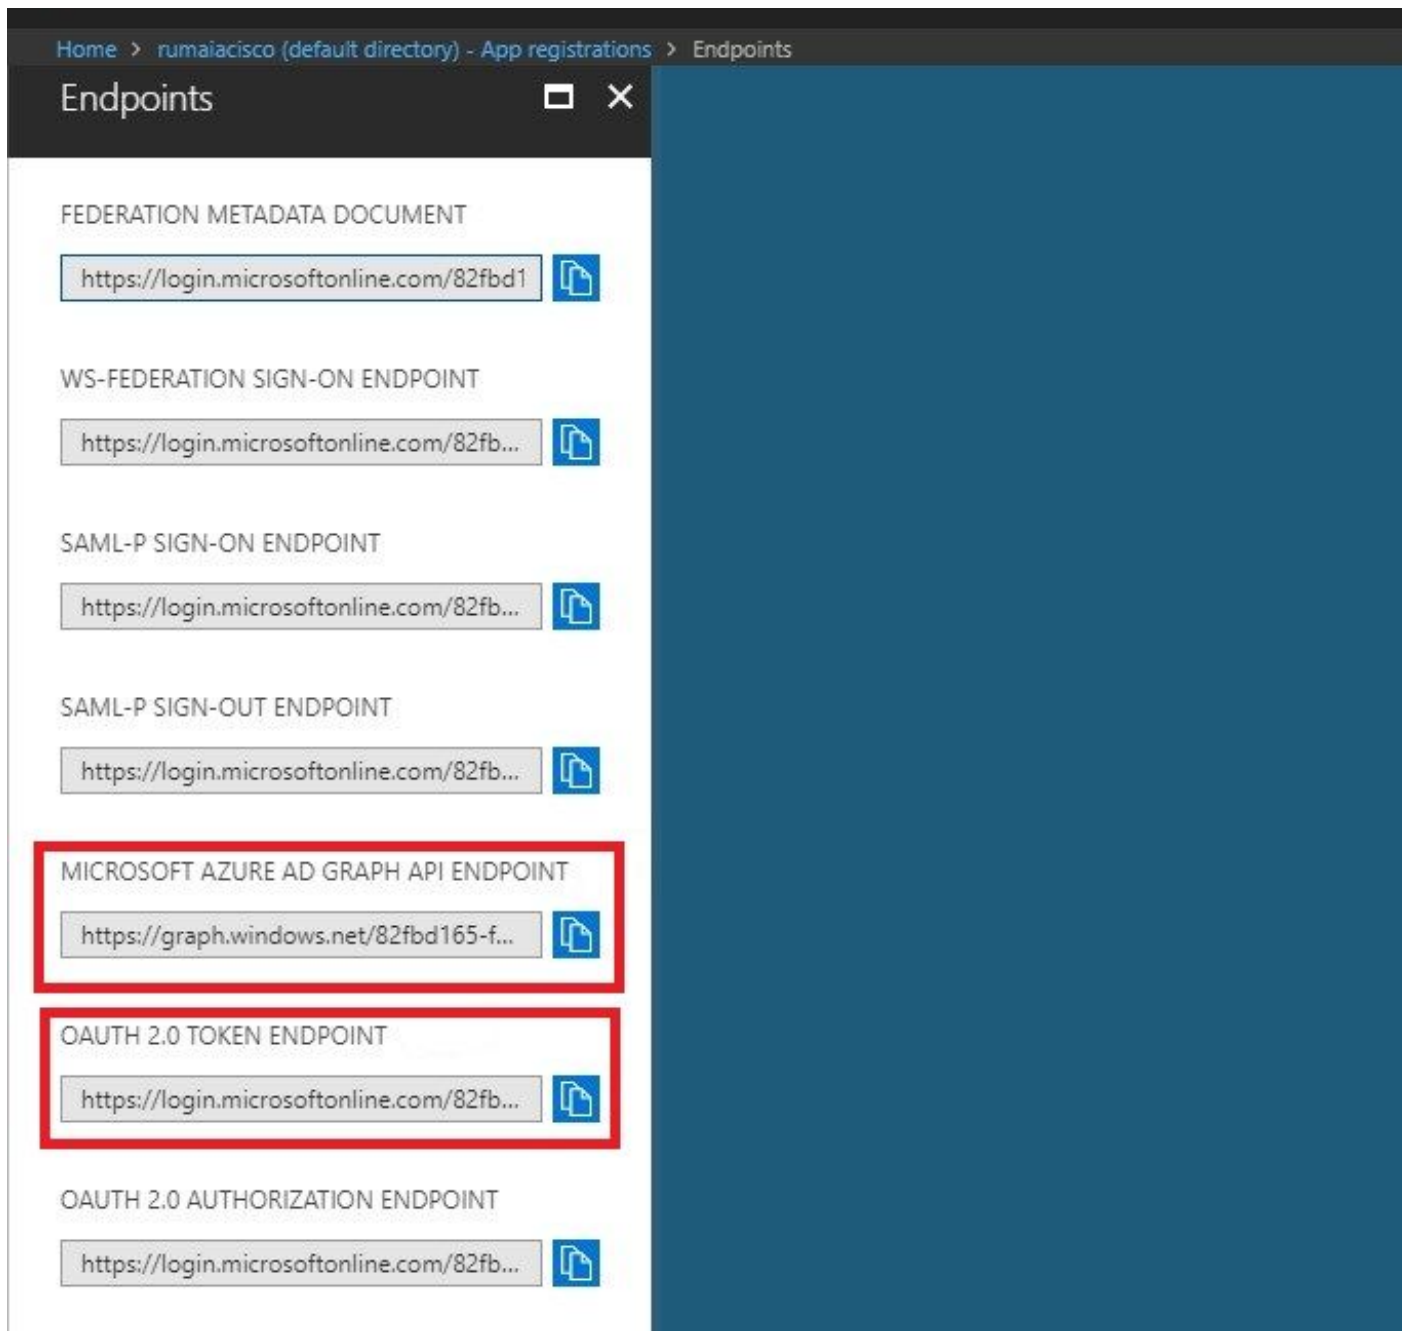 Home > rumaiacisco (default directory) - App registrations > Endpoints
Endpoints
FEDERATION METADATA DOCUMENT
https://login.microsoftonline.com/82fbd1
WS-FEDERATION SIGN-ON ENDPOINT
https://login.microsoftonline.com/82fb...
SAML-P SIGN-ON ENDPOINT
https://login.microsoftonline.com/82fb...
SAML-P SIGN-OUT ENDPOINT
https://login.microsoftonline.com/82fb...
MICROSOFT AZURE AD GRAPH API ENDPOINT
https://graph.windows.net/82fbd165-f...
OAUTH 2.0 TOKEN ENDPOINT
https://login.microsoftonline.com/82fb...
OAUTH 2.0 AUTHORIZATION ENDPOINT
https://login.microsoftonline.com/82fb...